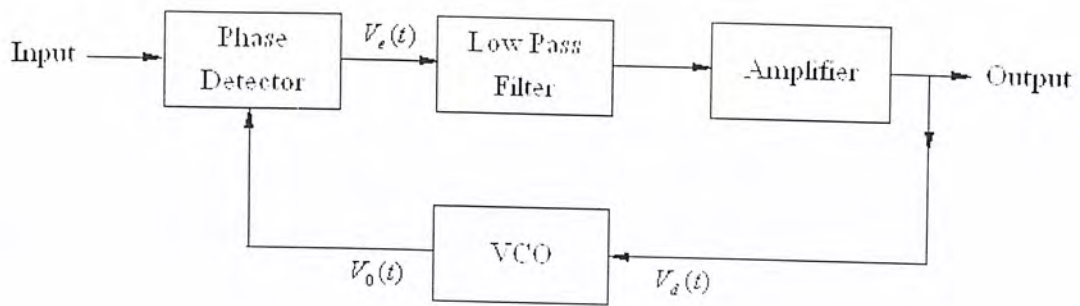 Input
Phase
Detector
V_e(t)
Low Pass
Filter
Amplifier
Output
VCO
V_0(t)
V_d(t)